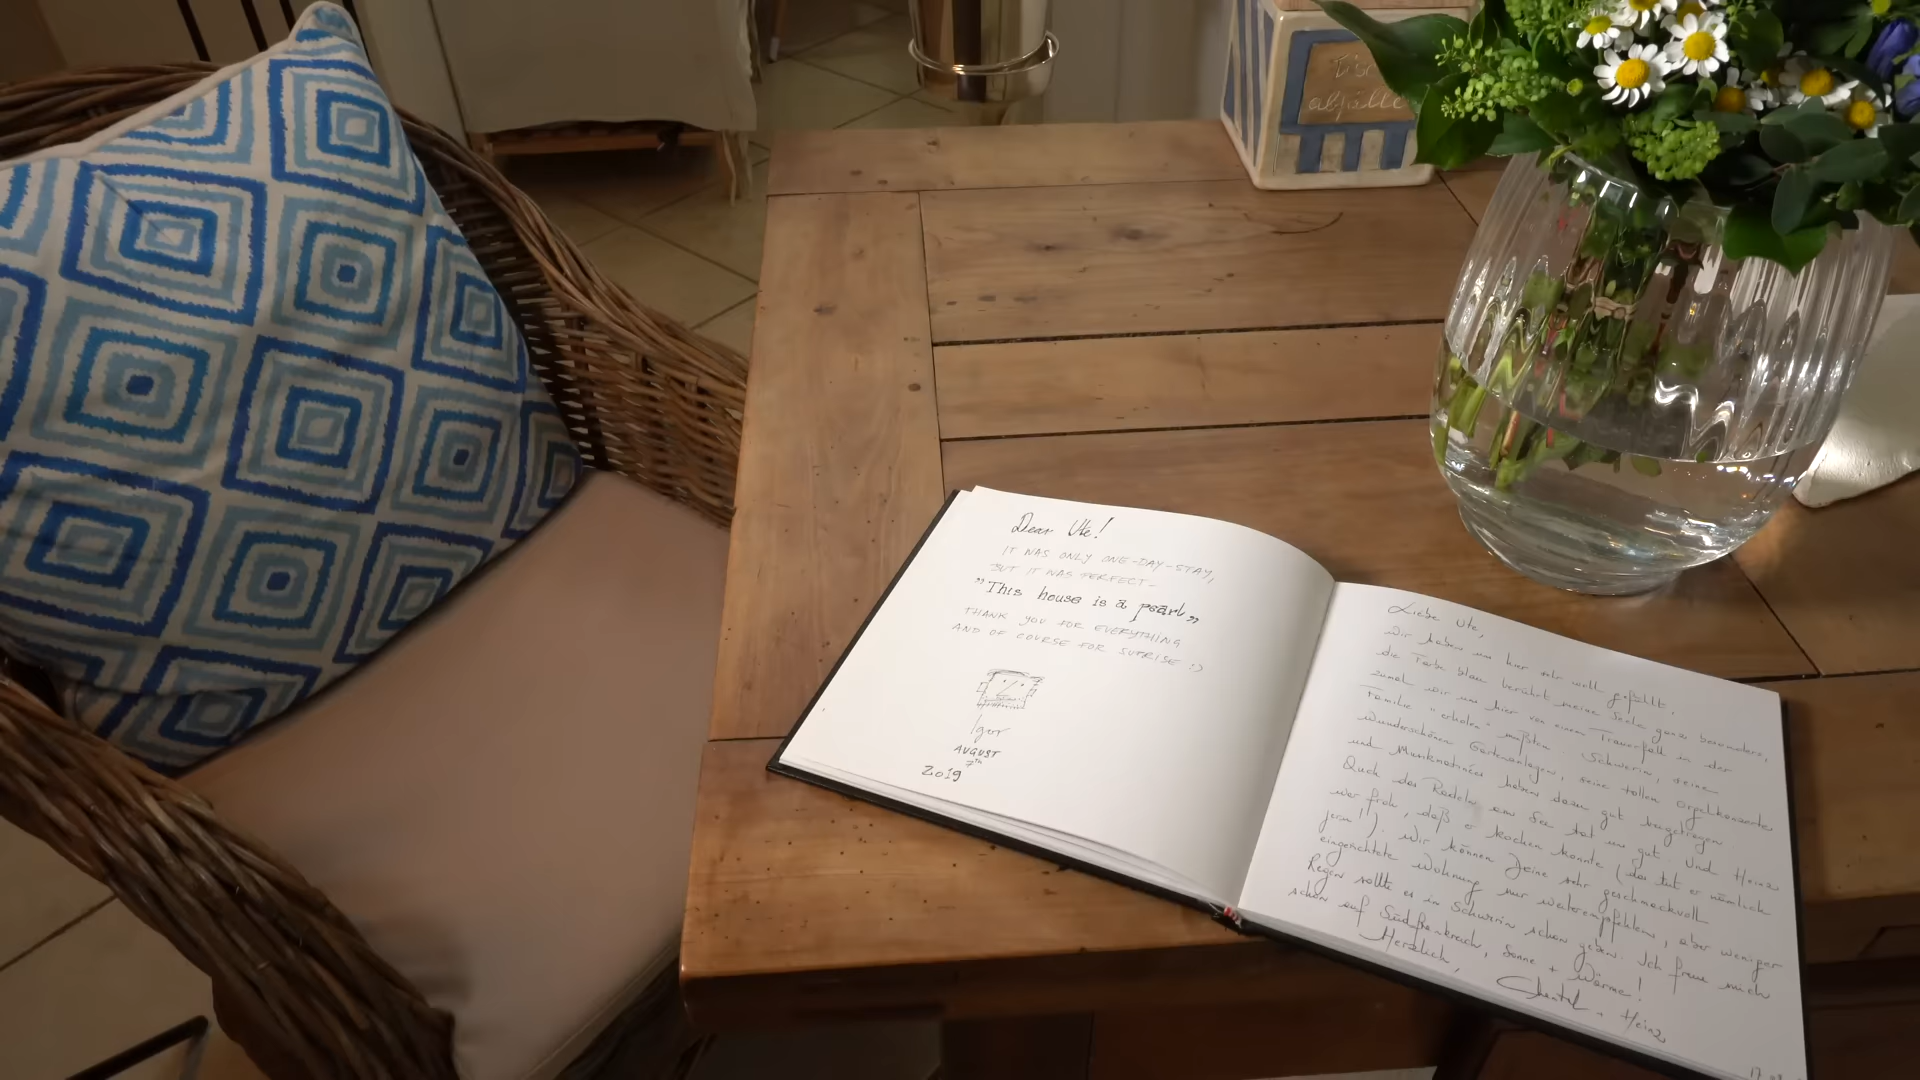 Tisch
abfälle
Dear Ute!
IT WAS ONLY ONE-DAY-STAY,
BUT IT WAS PERFECT-
"This house is a pearl"
THANK YOU FOR EVERYTHING
AND OF COURSE FOR SUPRISE :)
Igor
AUGUST
7TH
2019
Liebe Ute,
wir haben uns hier sehr wohl gefühlt,
die Farbe blau berührt meine Seele ganz besonders,
zumal wir uns hier von einem Trauerfall in der
Familie "erholen" mußten. Schwerin, seine
wunderschönen Gartenanlagen, seine tollen Orgelkonzerte
und Musikmatinées haben dazu gut beigetragen
Auch das Radeln am See tat uns gut. Und Heinz
war froh, daß er kochen konnte (das tut er nämlich
gern!!). Wir können Deine sehr geschmackvoll
eingerichtete Wohnung nur weiterempfehlen, aber weniger
Regen sollte es in Schwerin schon geben. Ich freue mich
schon auf Südfrankreich, Sonne + Wärme!
Herzlich,
Chantal + Heinz